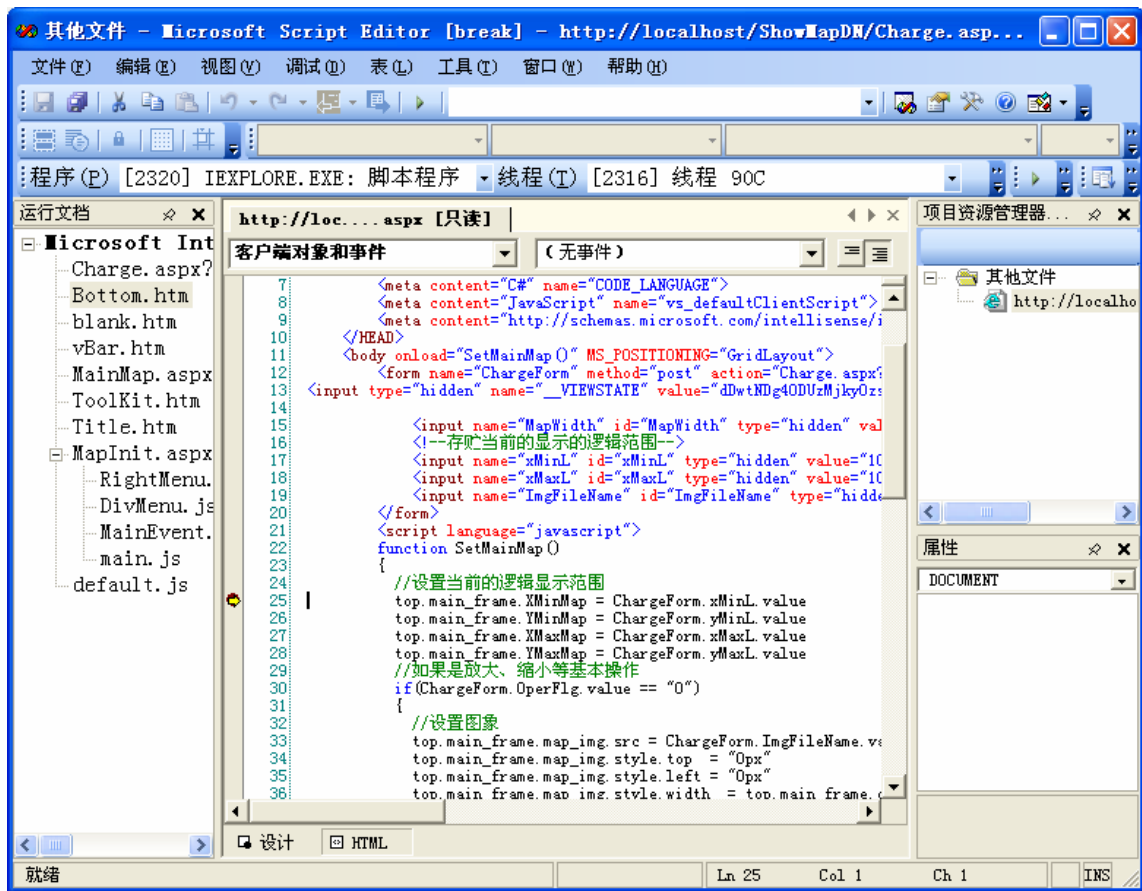 其他文件 - Microsoft Script Editor [break] - http://localhost/ShowMapDN/Charge.asp...
文件(F) 编辑(E) 视图(V) 调试(D) 表(L) 工具(T) 窗口(W) 帮助(H)
程序(P) [2320] IEXPLORE.EXE: 脚本程序 线程(T) [2316] 线程 90C
运行文档
Microsoft Int
Charge.aspx?
Bottom.htm
blank.htm
vBar.htm
MainMap.aspx
ToolKit.htm
Title.htm
MapInit.aspx
RightMenu.
DivMenu.js
MainEvent.
main.js
default.js
http://loc....aspx [只读]
客户端对象和事件 (无事件)
7 <meta content="C#" name="CODE_LANGUAGE">
8 <meta content="JavaScript" name="vs_defaultClientScript">
9 <meta content="http://schemas.microsoft.com/intellisense/i
10 </HEAD>
11 <body onload="SetMainMap()" MS_POSITIONING="GridLayout">
12 <form name="ChargeForm" method="post" action="Charge.aspx?
13 <input type="hidden" name="__VIEWSTATE" value="dDwtNDg4ODUzMjkyOzs
14
15 <input name="MapWidth" id="MapWidth" type="hidden" val
16 <!--存贮当前的显示的逻辑范围-->
17 <input name="xMinL" id="xMinL" type="hidden" value="10
18 <input name="xMaxL" id="xMaxL" type="hidden" value="10
19 <input name="ImgFileName" id="ImgFileName" type="hidde
20 </form>
21 <script language="javascript">
22 function SetMainMap()
23 {
24 //设置当前的逻辑显示范围
25 top.main_frame.XMinMap = ChargeForm.xMinL.value
26 top.main_frame.YMinMap = ChargeForm.yMinL.value
27 top.main_frame.XMaxMap = ChargeForm.xMaxL.value
28 top.main_frame.YMaxMap = ChargeForm.yMaxL.value
29 //如果是放大、缩小等基本操作
30 if(ChargeForm.OperFlg.value == "0")
31 {
32 //设置图象
33 top.main_frame.map_img.src = ChargeForm.ImgFileName.va
34 top.main_frame.map_img.style.top = "0px"
35 top.main_frame.map_img.style.left = "0px"
36 top.main_frame.map_img.style.width = top.main_frame.
设计 HTML
项目资源管理器...
其他文件
http://localho
属性
DOCUMENT
就绪 Ln 25 Col 1 Ch 1 INS